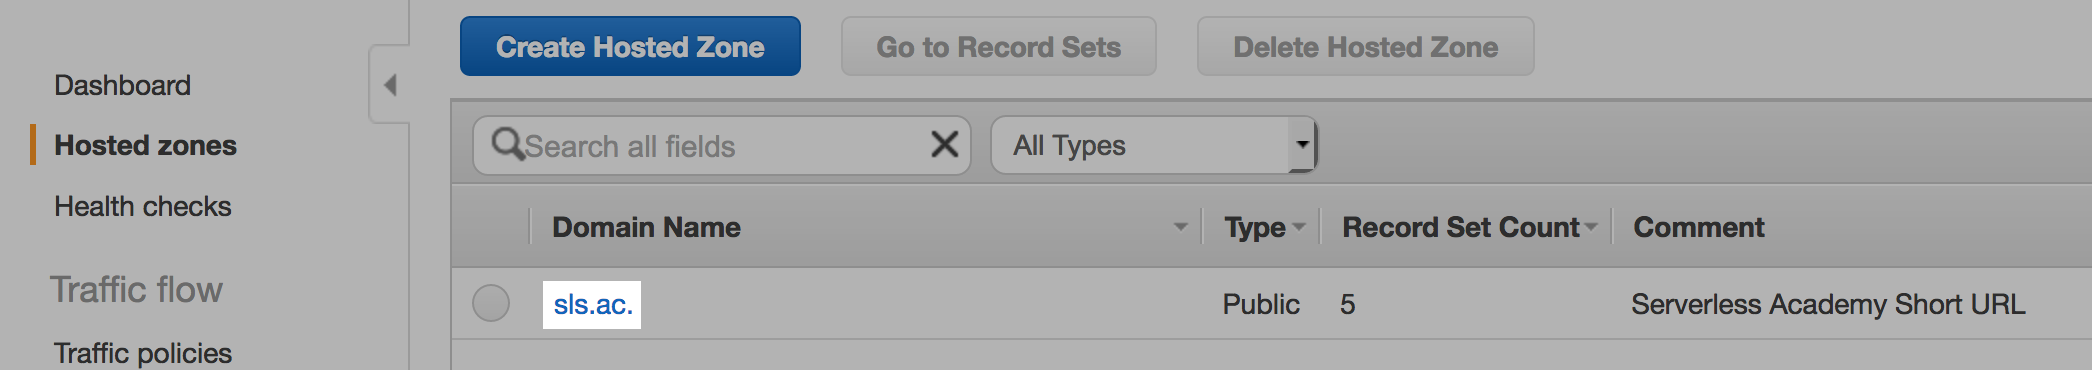 Dashboard
Hosted zones
Health checks
Traffic flow
Traffic policies
Create Hosted Zone
Go to Record Sets
Delete Hosted Zone
Search all fields
All Types
Domain Name Type Record Set Count Comment
sls.ac. Public 5 Serverless Academy Short URL